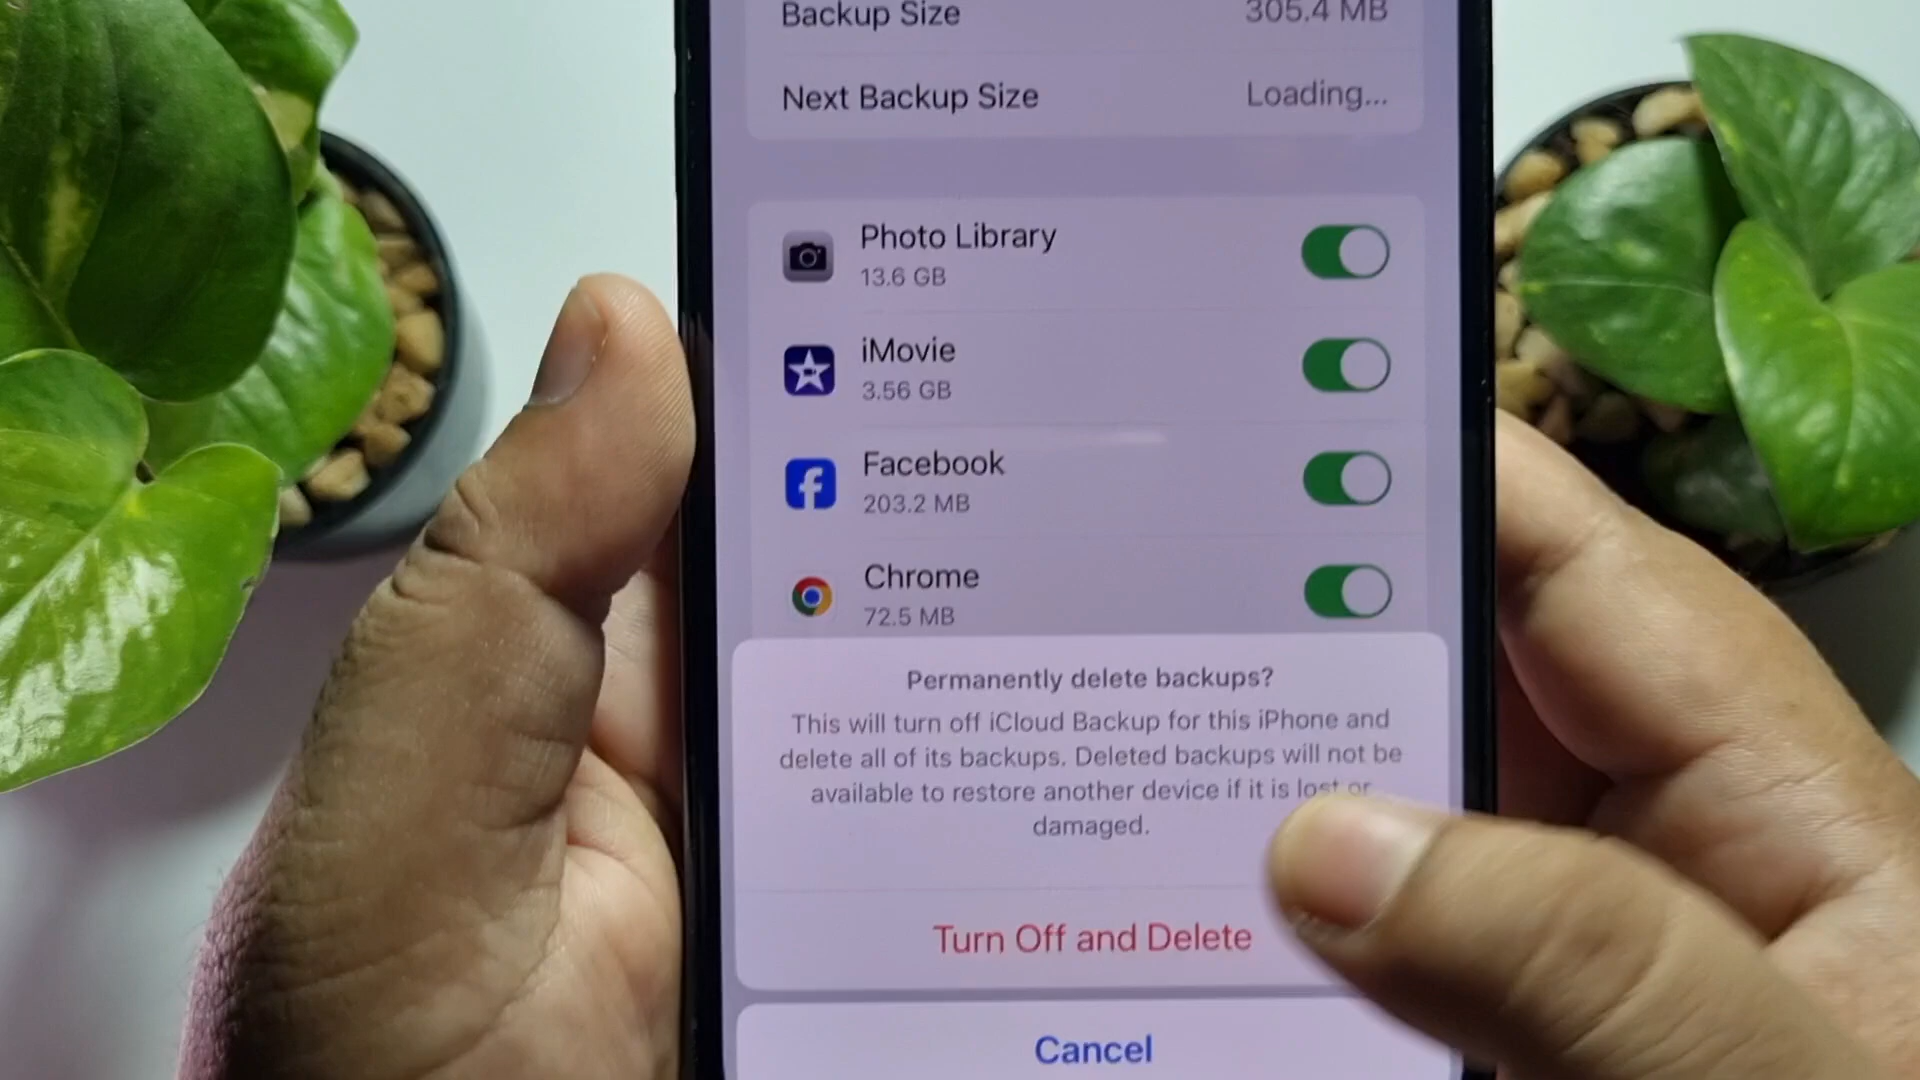 Backup Size 305.4 MB
Next Backup Size Loading...
Photo Library
13.6 GB
iMovie
3.56 GB
Facebook
203.2 MB
Chrome
72.5 MB
Permanently delete backups?
This will turn off iCloud Backup for this iPhone and
delete all of its backups. Deleted backups will not be
available to restore another device if it is lost or
damaged.
Turn Off and Delete
Cancel